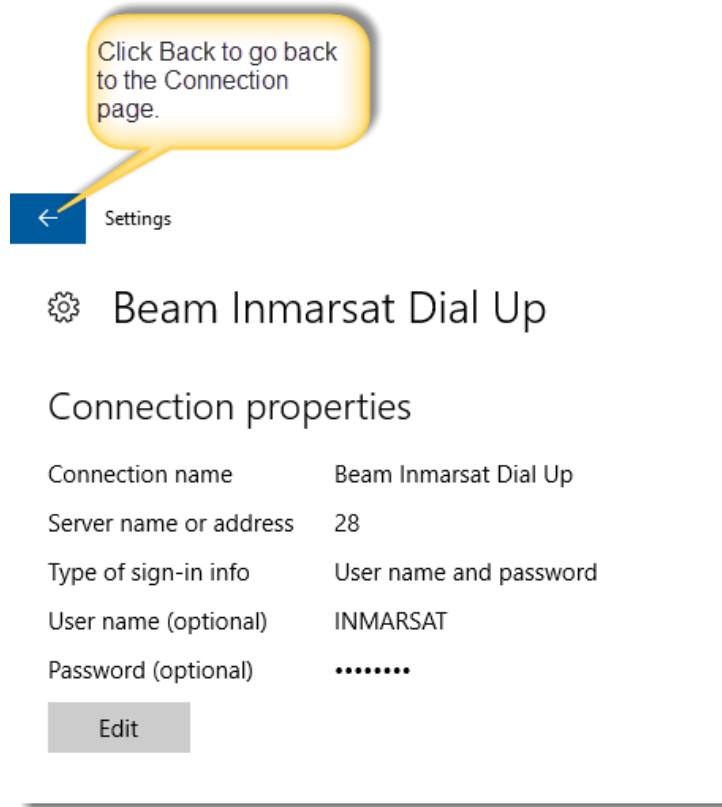 Click Back to go back
to the Connection
page.
Settings
Beam Inmarsat Dial Up
Connection properties
Connection name Beam Inmarsat Dial Up
Server name or address 28
Type of sign-in info User name and password
User name (optional) INMARSAT
Password (optional) ••••••••
Edit